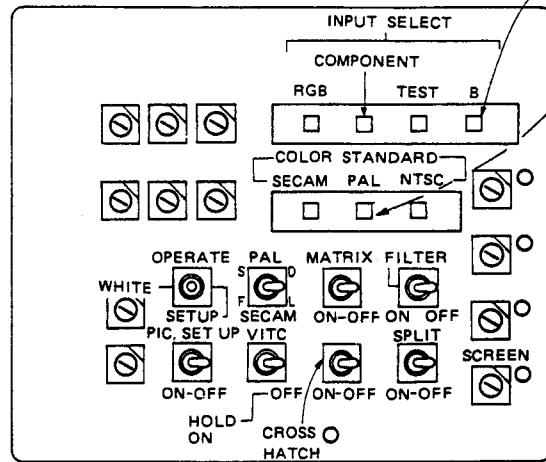 INPUT SELECT
COMPONENT
RGB TEST B
COLOR STANDARD
SECAM PAL NTSC
OPERATE PAL MATRIX FILTER
S D
WHITE
F L
SETUP SECAM ON-OFF ON OFF
PIC. SET UP VITC SPLIT
SCREEN
ON-OFF OFF ON-OFF ON-OFF
HOLD
ON
CROSS
HATCH